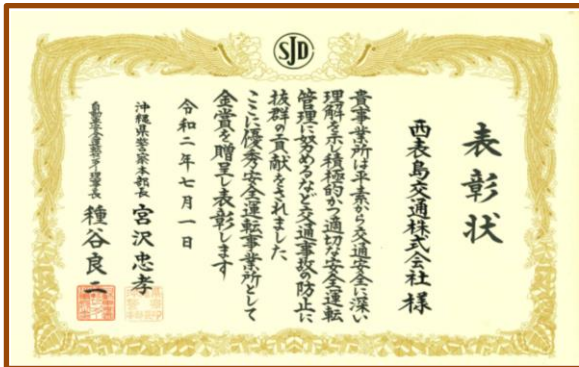 SJD
表彰状
西表島交通株式会社 様
貴事業所は平素から交通安全に深い
理解を示し積極的かつ適切な安全運転
管理に努めるなど交通事故の防止に
抜群の貢献をされました
ここに優秀安全運転事業所として
金賞を贈呈し表彰します
令和二年七月一日
沖縄県警察本部長 宮沢忠孝
自動車安全運転センター理事長 種谷良二